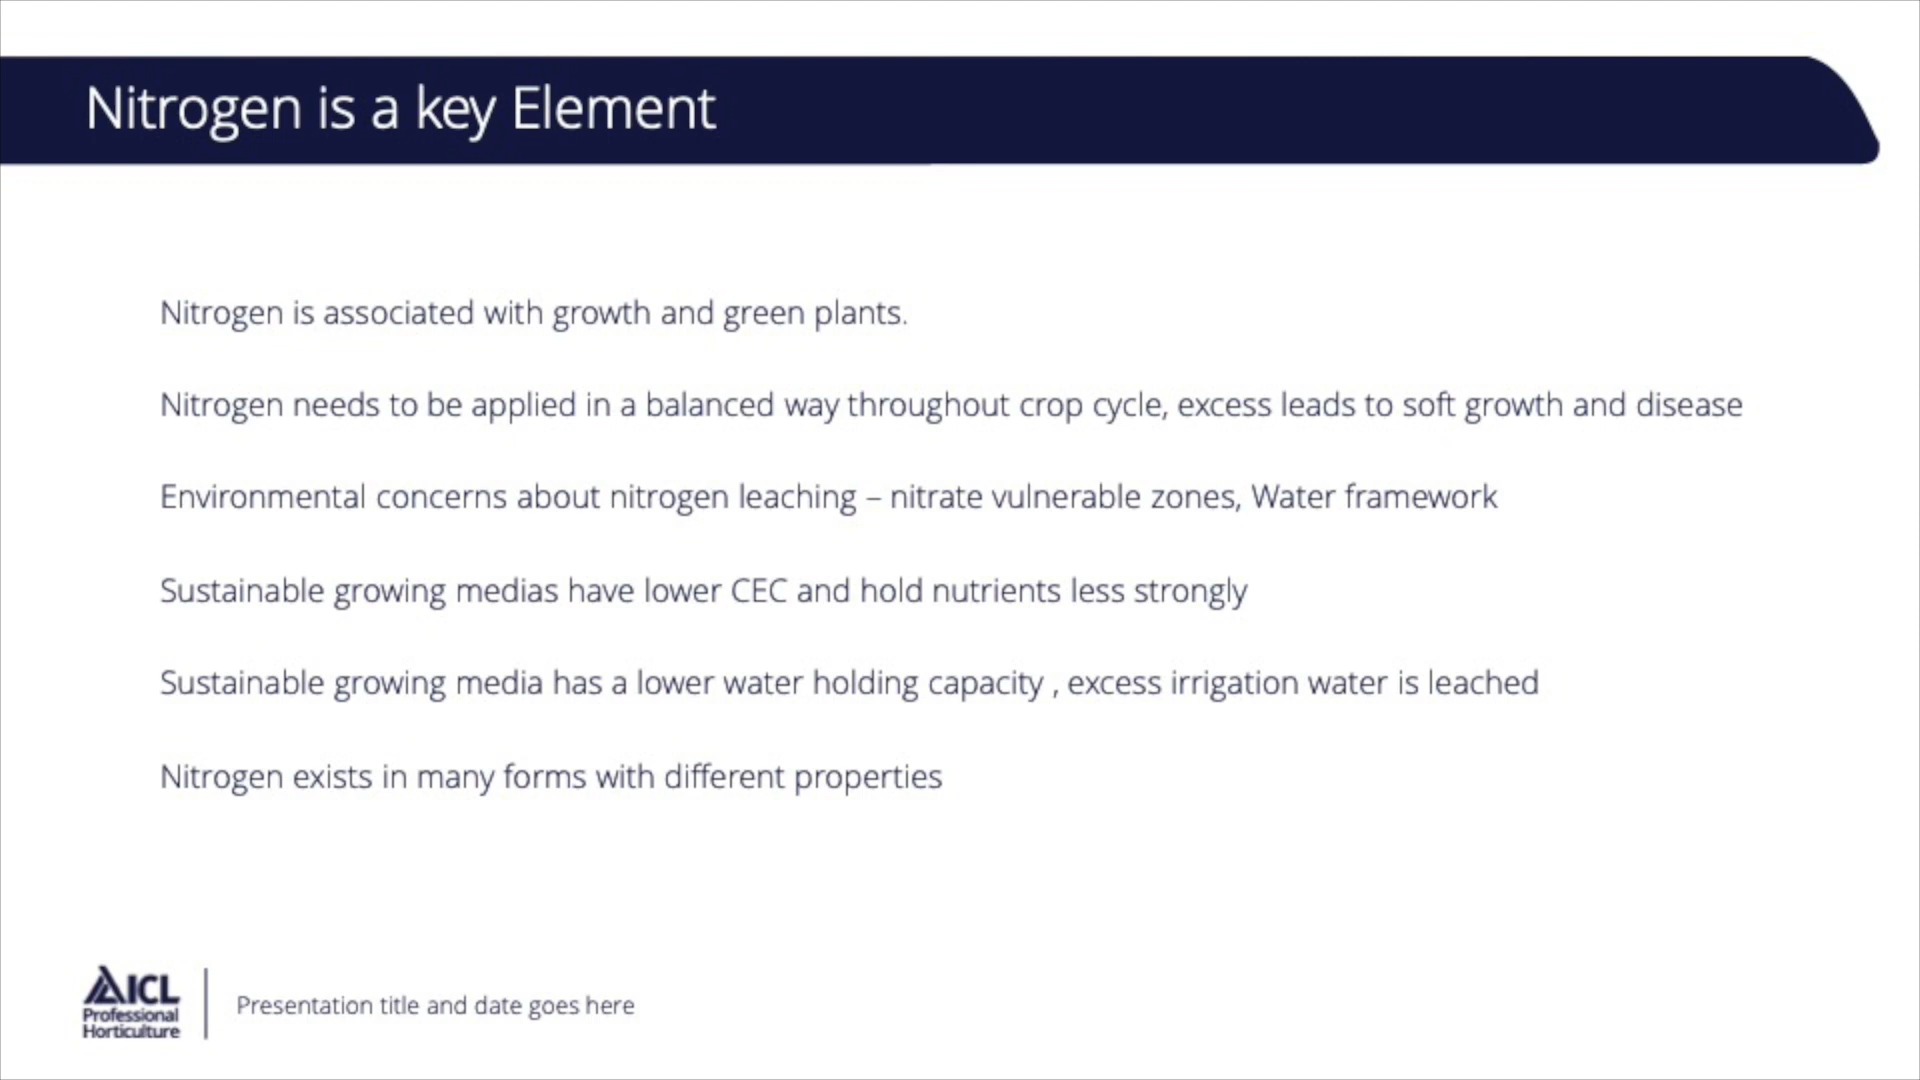 Nitrogen is a key Element
Nitrogen is associated with growth and green plants.
Nitrogen needs to be applied in a balanced way throughout crop cycle, excess leads to soft growth and disease
Environmental concerns about nitrogen leaching – nitrate vulnerable zones, Water framework
Sustainable growing medias have lower CEC and hold nutrients less strongly
Sustainable growing media has a lower water holding capacity , excess irrigation water is leached
Nitrogen exists in many forms with different properties
ICL
Professional
Horticulture
Presentation title and date goes here